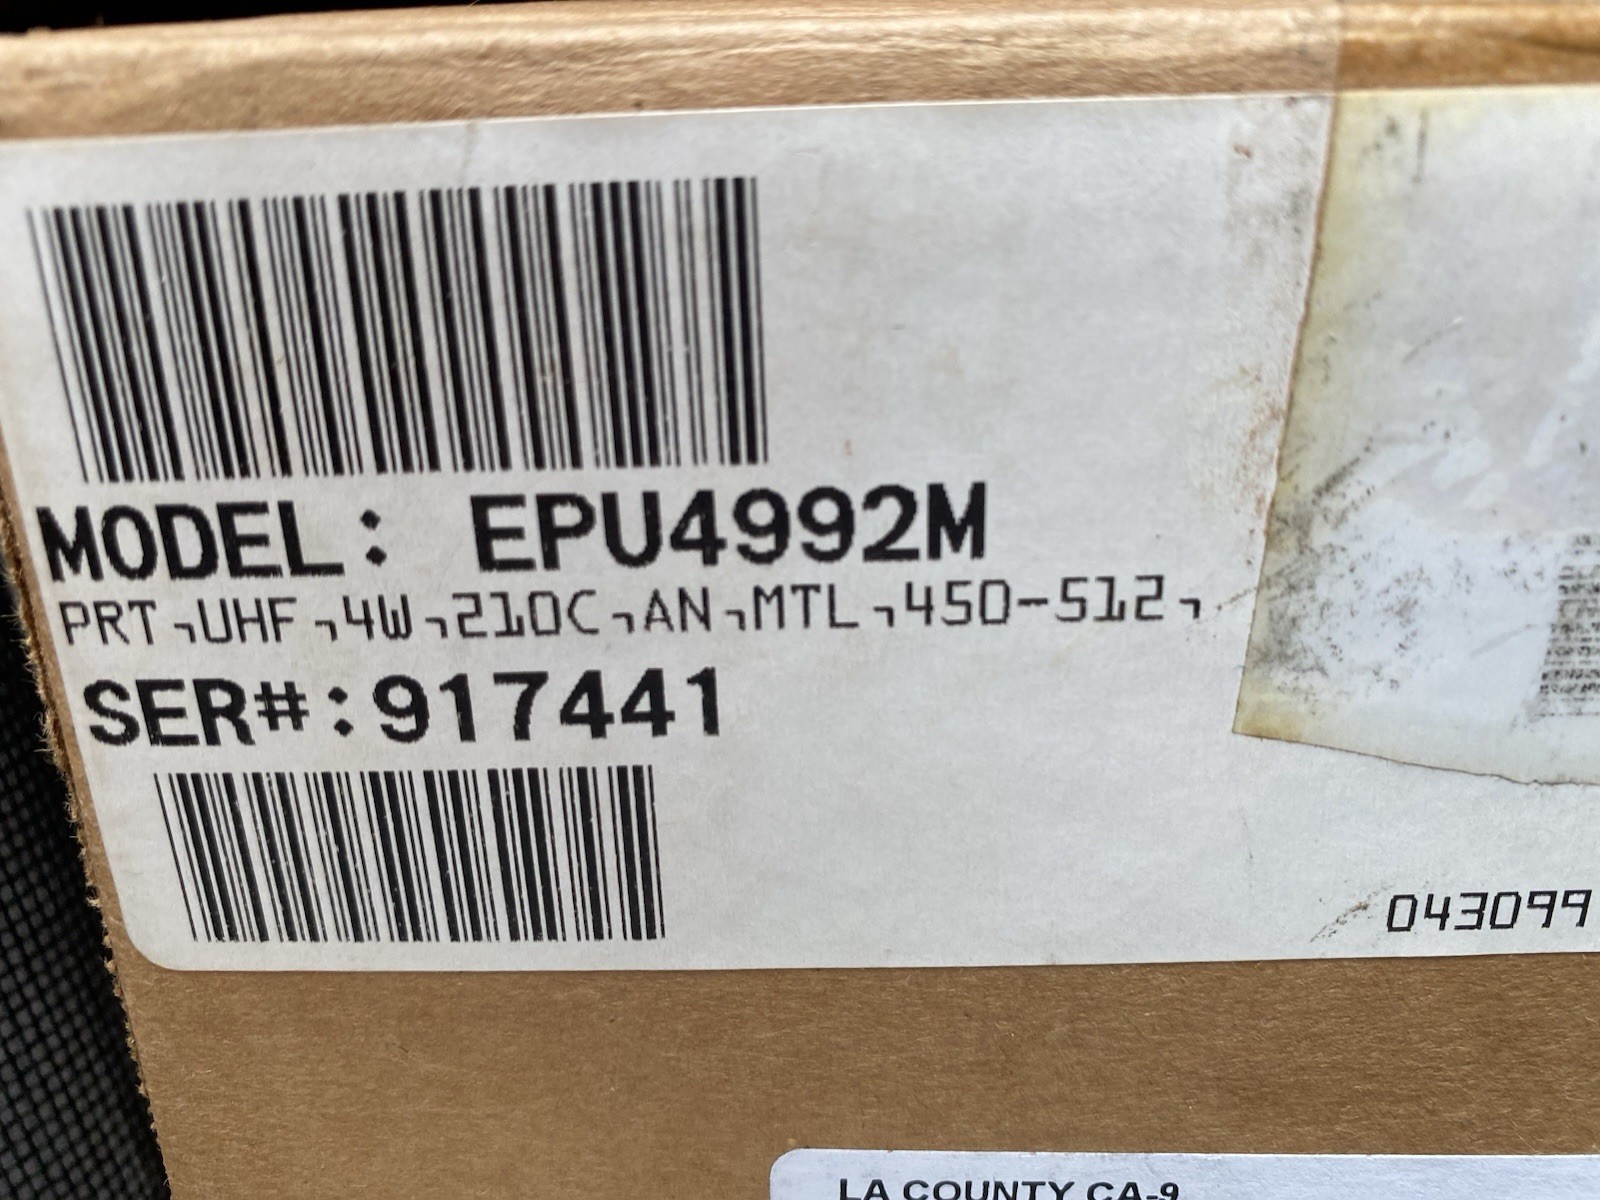 MODEL: EPU4992M
PRT,UHF,4W,210C,AN,MTL,450-512,
SER#:917441
043099
LA COUNTY CA-9